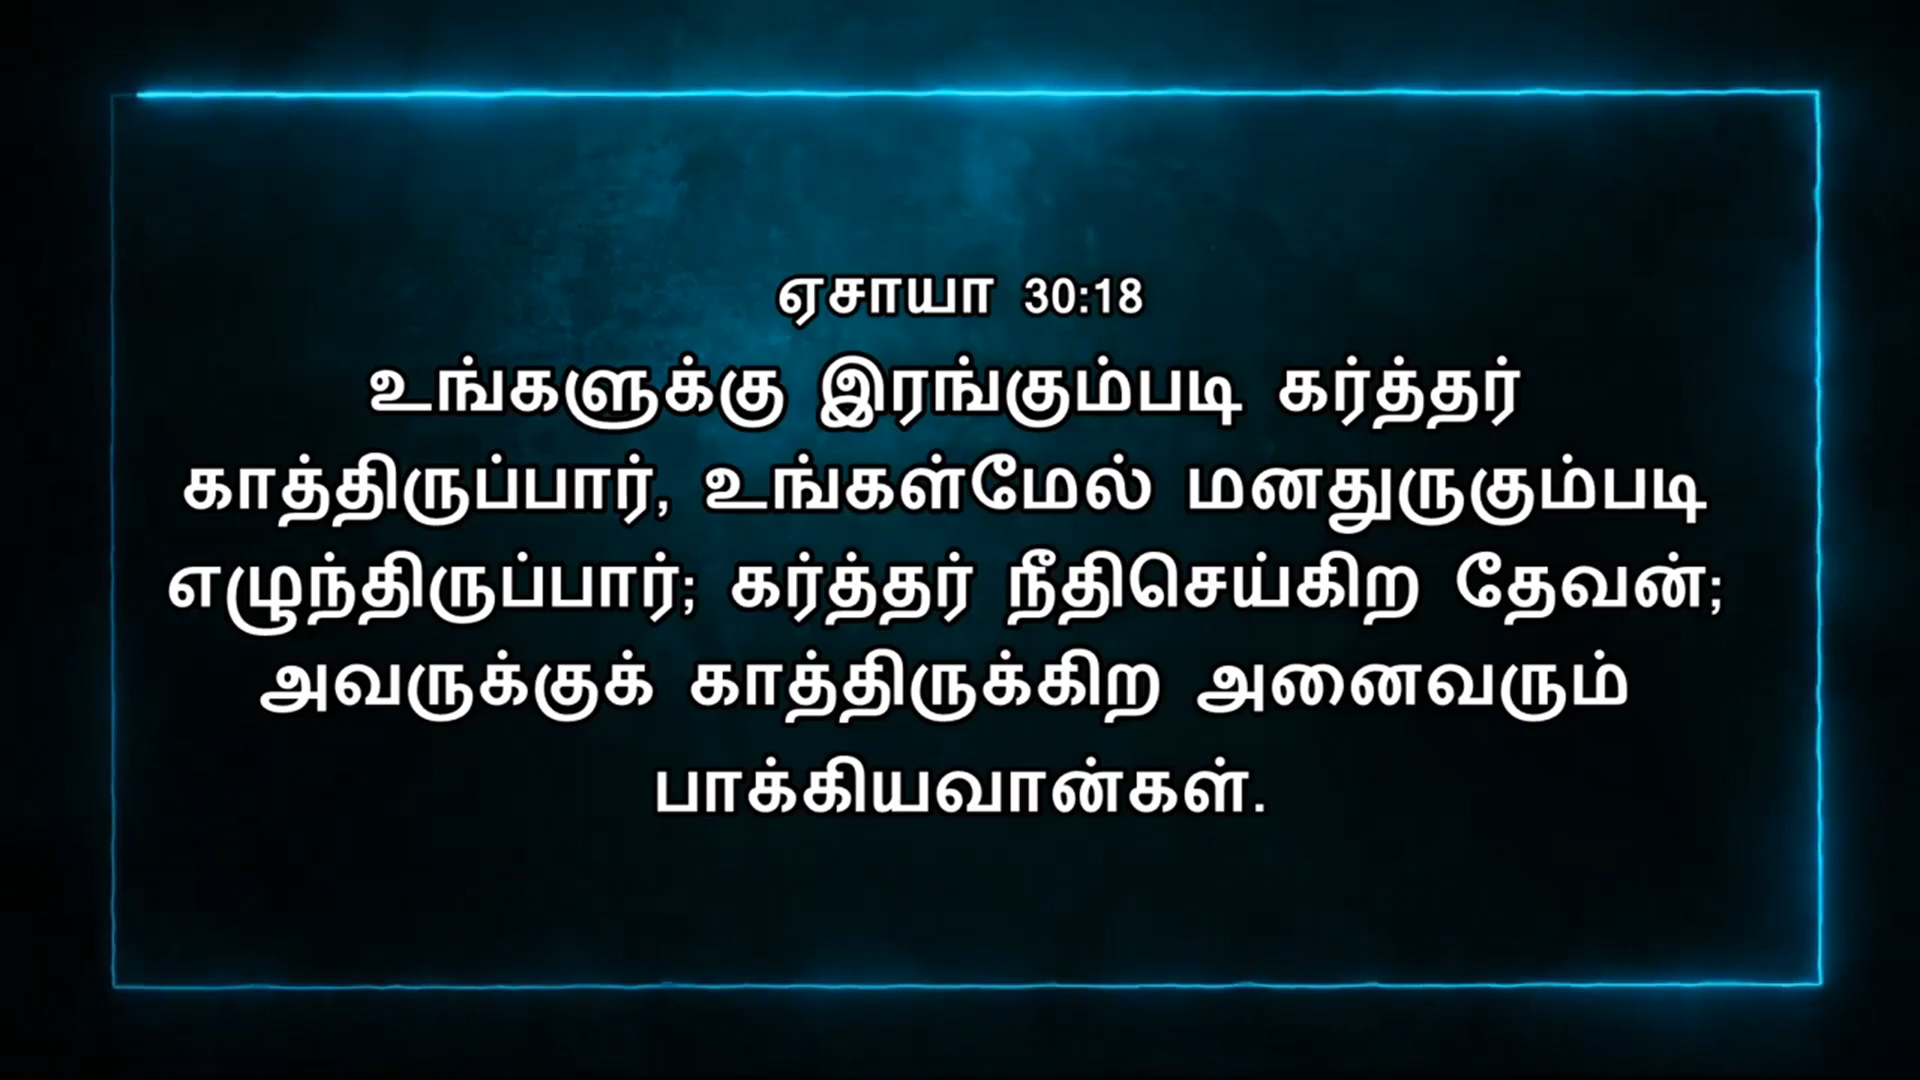 ஏசாயா 30:18
உங்களுக்கு இரங்கும்படி கர்த்தர்
காத்திருப்பார், உங்கள்மேல் மனதுருகும்படி
எழுந்திருப்பார்; கர்த்தர் நீதிசெய்கிற தேவன்;
அவருக்குக் காத்திருக்கிற அனைவரும்
பாக்கியவான்கள்.